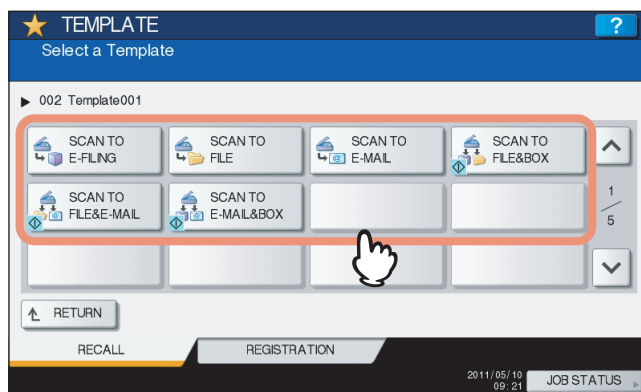 TEMPLATE
?
Select a Template
002 Template001
SCAN TO
E-FILING
SCAN TO
FILE
SCAN TO
E-MAIL
SCAN TO
FILE&BOX
SCAN TO
FILE&E-MAIL
SCAN TO
E-MAIL&BOX
1
5
RETURN
RECALL
REGISTRATION
2011/05/10
09:21
JOB STATUS